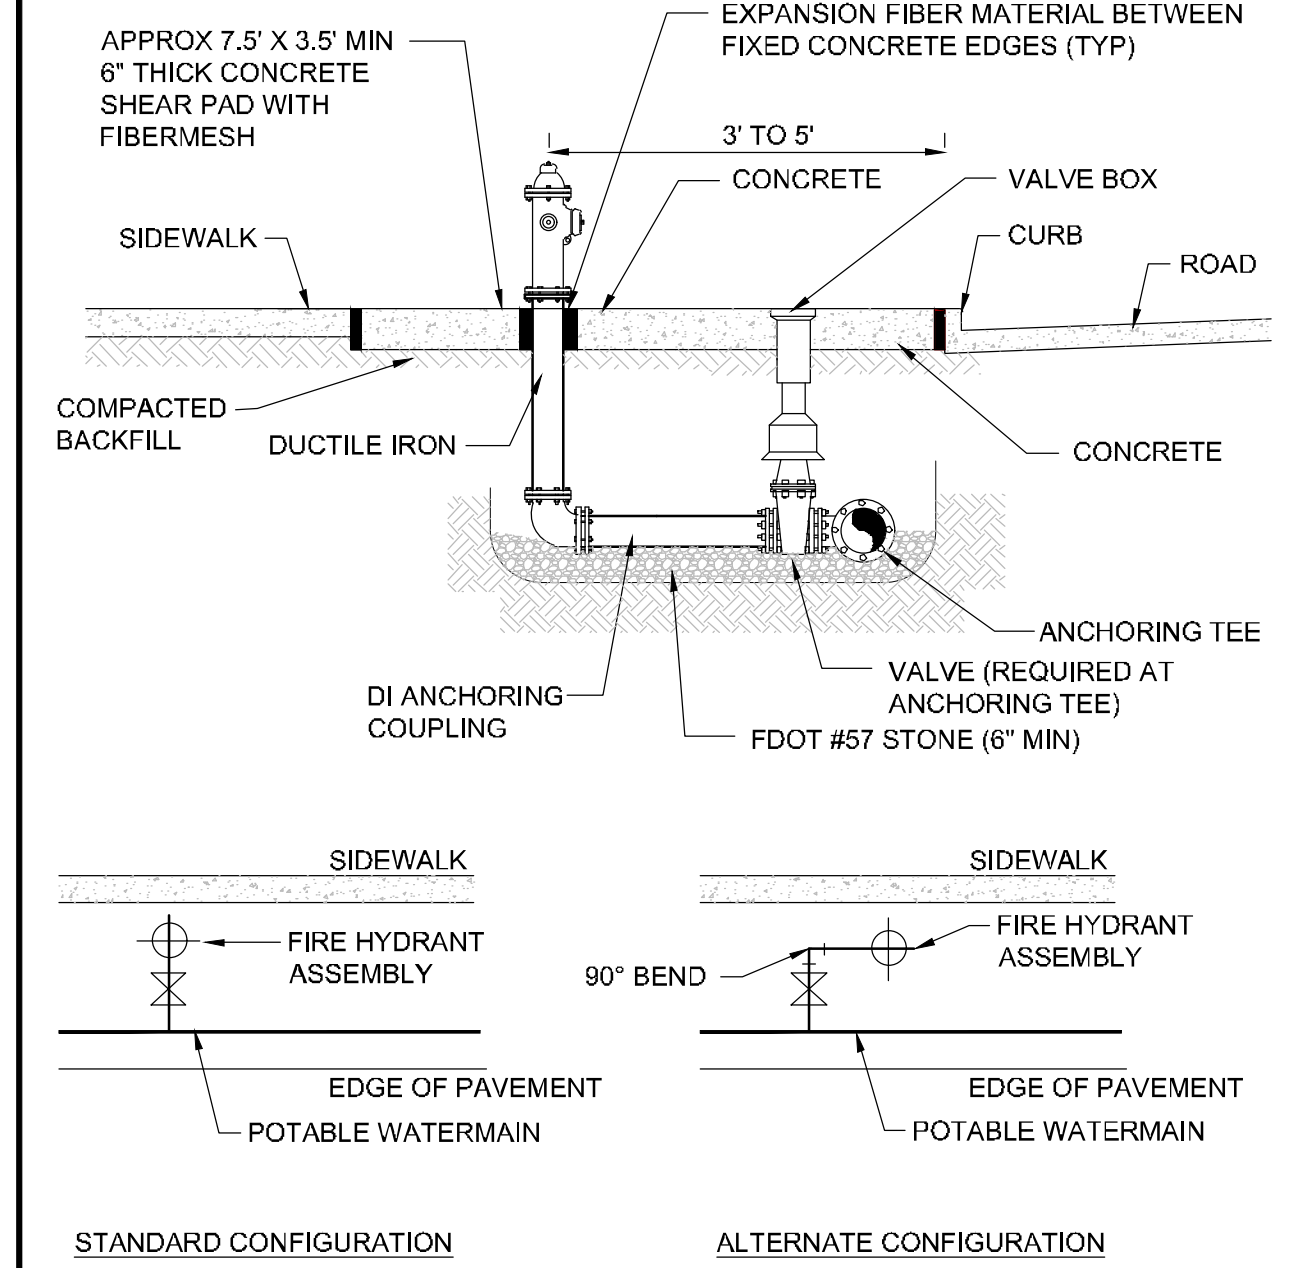 EXPANSION FIBER MATERIAL BETWEEN
FIXED CONCRETE EDGES (TYP)
APPROX 7.5' X 3.5' MIN
6" THICK CONCRETE
SHEAR PAD WITH
FIBERMESH
3' TO 5'
CONCRETE
VALVE BOX
SIDEWALK
CURB
ROAD
COMPACTED
BACKFILL
DUCTILE IRON
CONCRETE
ANCHORING TEE
VALVE (REQUIRED AT
ANCHORING TEE)
DI ANCHORING
COUPLING
FDOT #57 STONE (6" MIN)
SIDEWALK
FIRE HYDRANT
ASSEMBLY
EDGE OF PAVEMENT
POTABLE WATERMAIN
STANDARD CONFIGURATION
SIDEWALK
FIRE HYDRANT
ASSEMBLY
90° BEND
EDGE OF PAVEMENT
POTABLE WATERMAIN
ALTERNATE CONFIGURATION